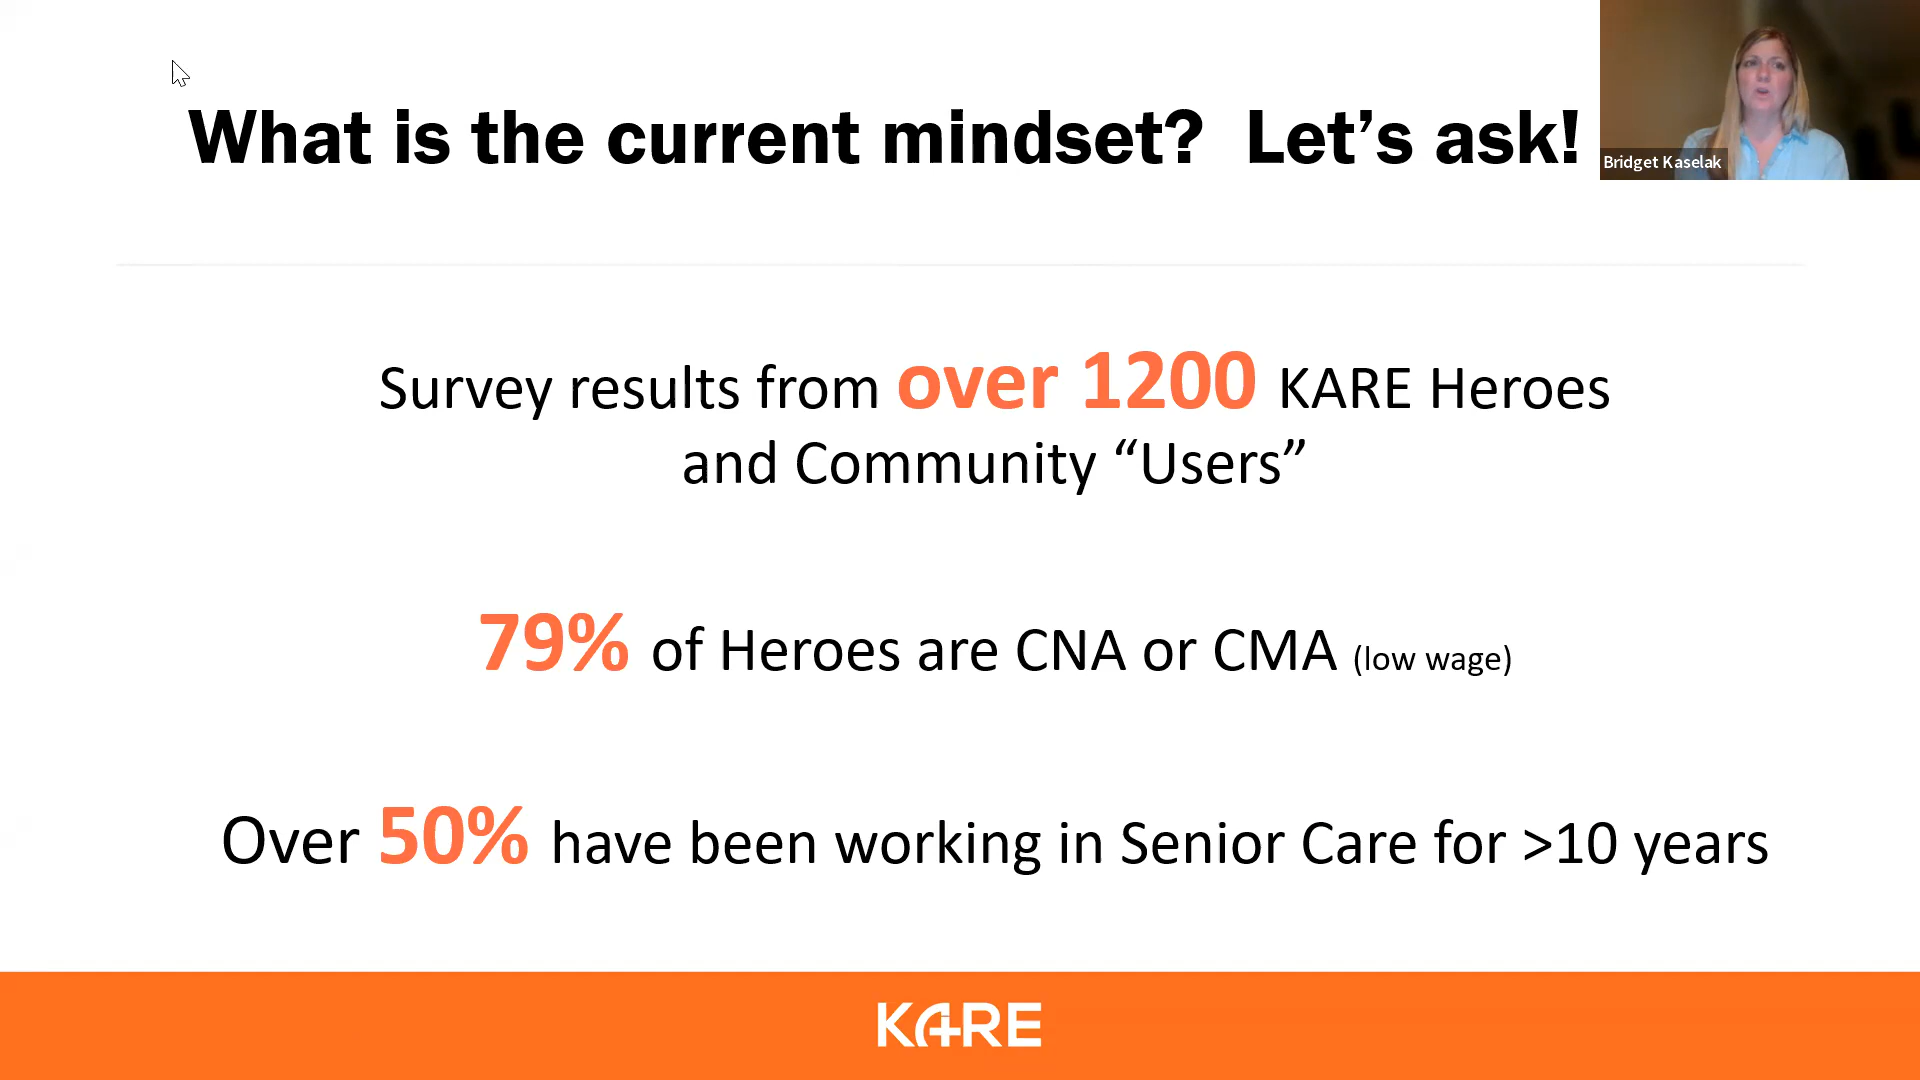 What is the current mindset? Let’s ask!
Bridget Kaselak
Survey results from over 1200 KARE Heroes
and Community “Users”
79% of Heroes are CNA or CMA (low wage)
Over 50% have been working in Senior Care for >10 years
KARE